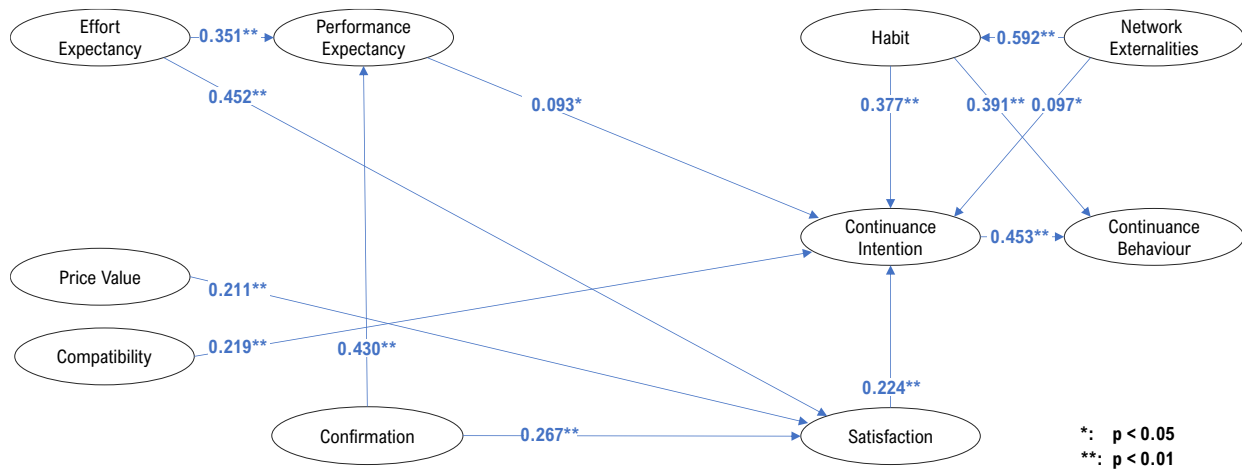 Effort
Expectancy
0.351**
Performance
Expectancy
Habit
0.592**
Network
Externalities
0.452**
0.093*
0.377**
0.391**
0.097*
Continuance
Intention
0.453**
Continuance
Behaviour
Price Value
0.211**
Compatibility
0.219**
0.430**
0.224**
Confirmation
0.267**
Satisfaction
*: p < 0.05
**: p < 0.01